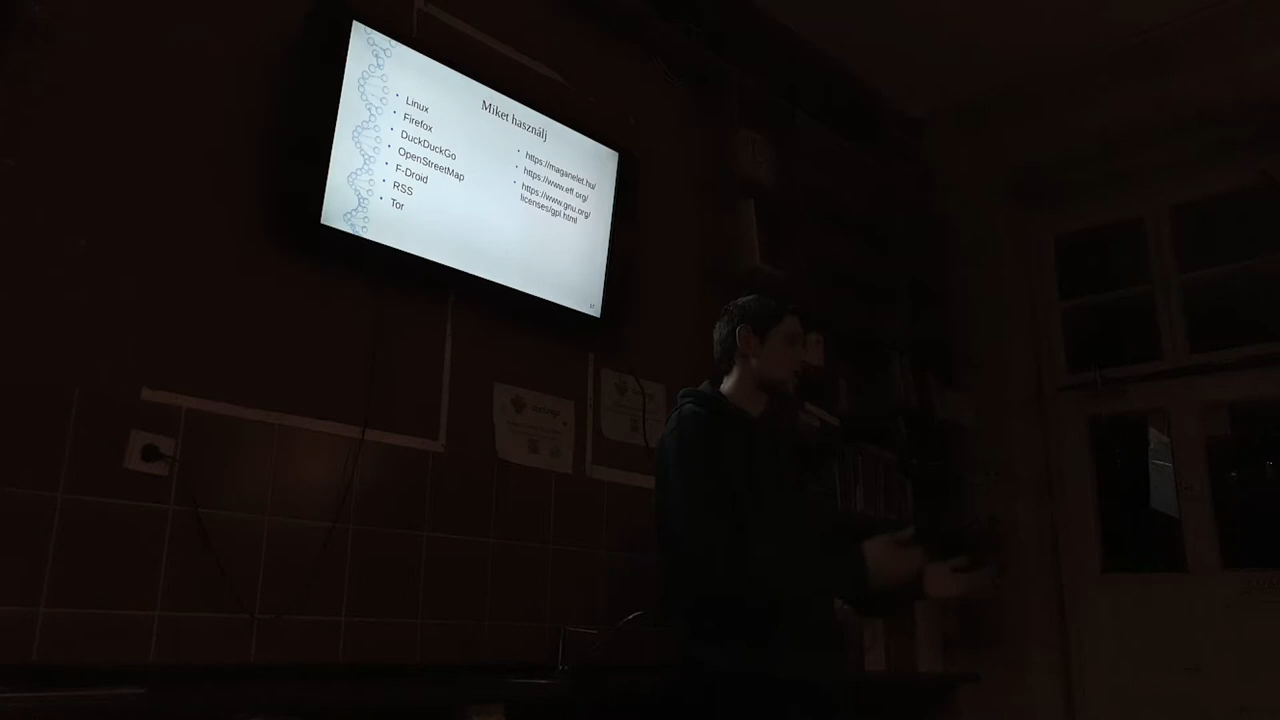 Miket használj
Linux
Firefox
DuckDuckGo
OpenStreetMap
F-Droid
RSS
Tor
https://maganelet.hu/
https://www.eff.org/
https://www.gnu.org/
licenses/gpl.html